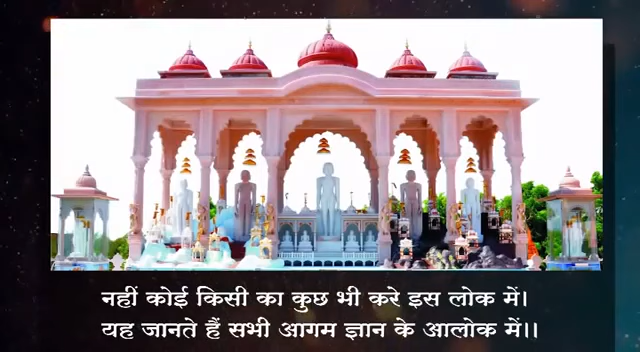 नहीं कोई किसी का कुछ भी करे इस लोक में।
यह जानते हैं सभी आगम ज्ञान के आलोक में।।